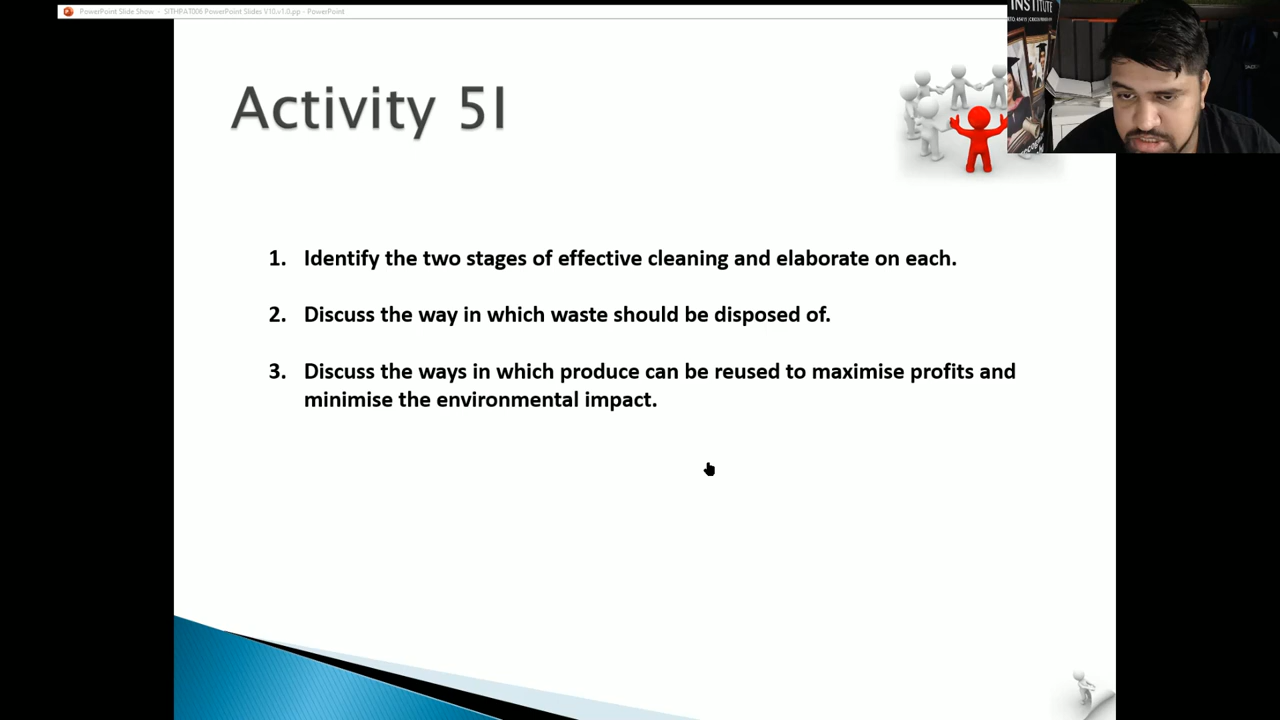 PowerPoint Slide Show - SITHPAT006 PowerPoint Slides V10.v1.0.pp - PowerPoint
INSTITUTE
Activity 5I
1. Identify the two stages of effective cleaning and elaborate on each.
2. Discuss the way in which waste should be disposed of.
3. Discuss the ways in which produce can be reused to maximise profits and
minimise the environmental impact.